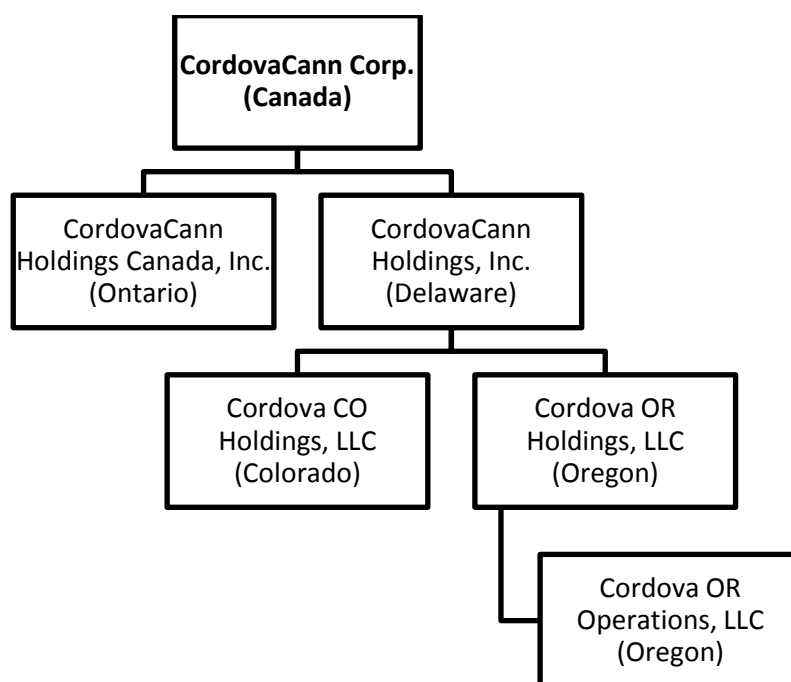 CordovaCann Corp.
(Canada)
CordovaCann
Holdings Canada, Inc.
(Ontario)
CordovaCann
Holdings, Inc.
(Delaware)
Cordova CO
Holdings, LLC
(Colorado)
Cordova OR
Holdings, LLC
(Oregon)
Cordova OR
Operations, LLC
(Oregon)